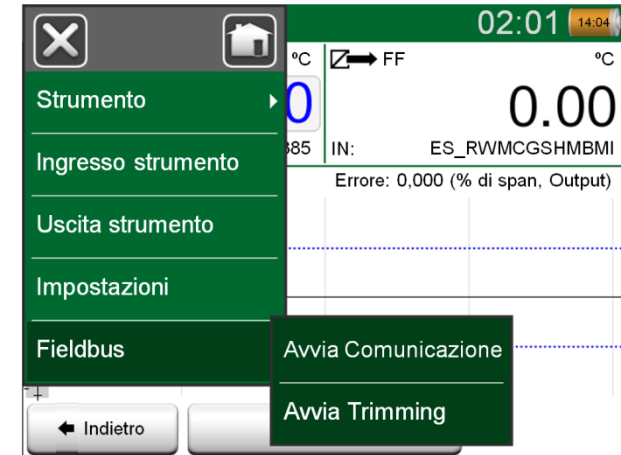 02:01 14:04
°C FF °C
Strumento 0 0.00
385 IN: ES_RWMCGSHMBMI
Ingresso strumento
Errore: 0,000 (% di span, Output)
Uscita strumento
Impostazioni
Fieldbus
Avvia Comunicazione
Avvia Trimming
Indietro